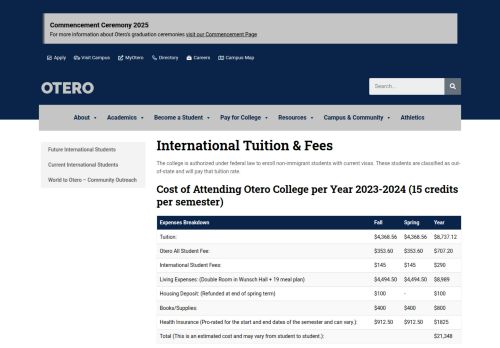 Commencement Ceremony 2025
For more information about Otero's graduation ceremonies visit our Commencement Page
Apply Visit Campus MyOtero Directory Careers Campus Map
OTERO
Search...
About Academics Become a Student Pay for College Resources Campus & Community Athletics
Future International Students
Current International Students
World to Otero – Community Outreach
International Tuition & Fees
The college is authorized under federal law to enroll non-immigrant students with current visas. These students are classified as out-
of-state and will pay that tuition rate.
Cost of Attending Otero College per Year 2023-2024 (15 credits
per semester)
Expenses Breakdown Fall Spring Year
Tuition: $4,368.56 $4,368.56 $8,737.12
Otero All Student Fee: $353.60 $353.60 $707.20
International Student Fees: $145 $145 $290
Living Expenses: (Double Room in Wunsch Hall + 19 meal plan) $4,494.50 $4,494.50 $8,989
Housing Deposit: (Refunded at end of spring term) $100 - $100
Books/Supplies: $400 $400 $800
Health Insurance (Pro-rated for the start and end dates of the semester and can vary.): $912.50 $912.50 $1825
Total (This is an estimated cost and may vary from student to student.): $21,348